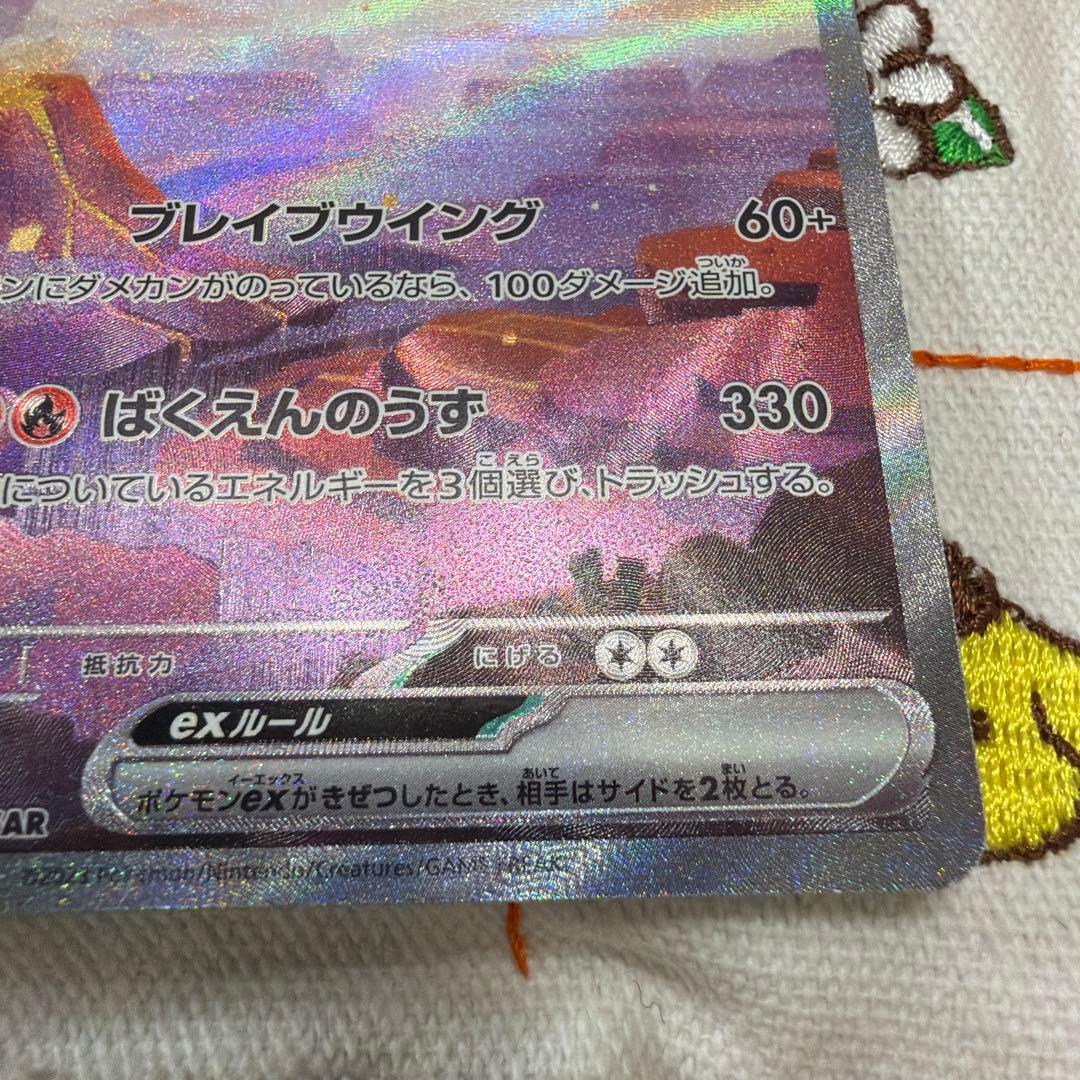 ブレイブウイング 60+
ンにダメカンがのっているなら、100ダメージ追加。
ついか
ばくえんのうず 330
についているエネルギーを3個選び、トラッシュする。
こ えら
抵抗力 にげる
exルール
ポケモンexがきぜつしたとき、相手はサイドを2枚とる。
イーエックス あいて まい
AR
Pokémon/Nintendo/Creatures/GAME FREAK